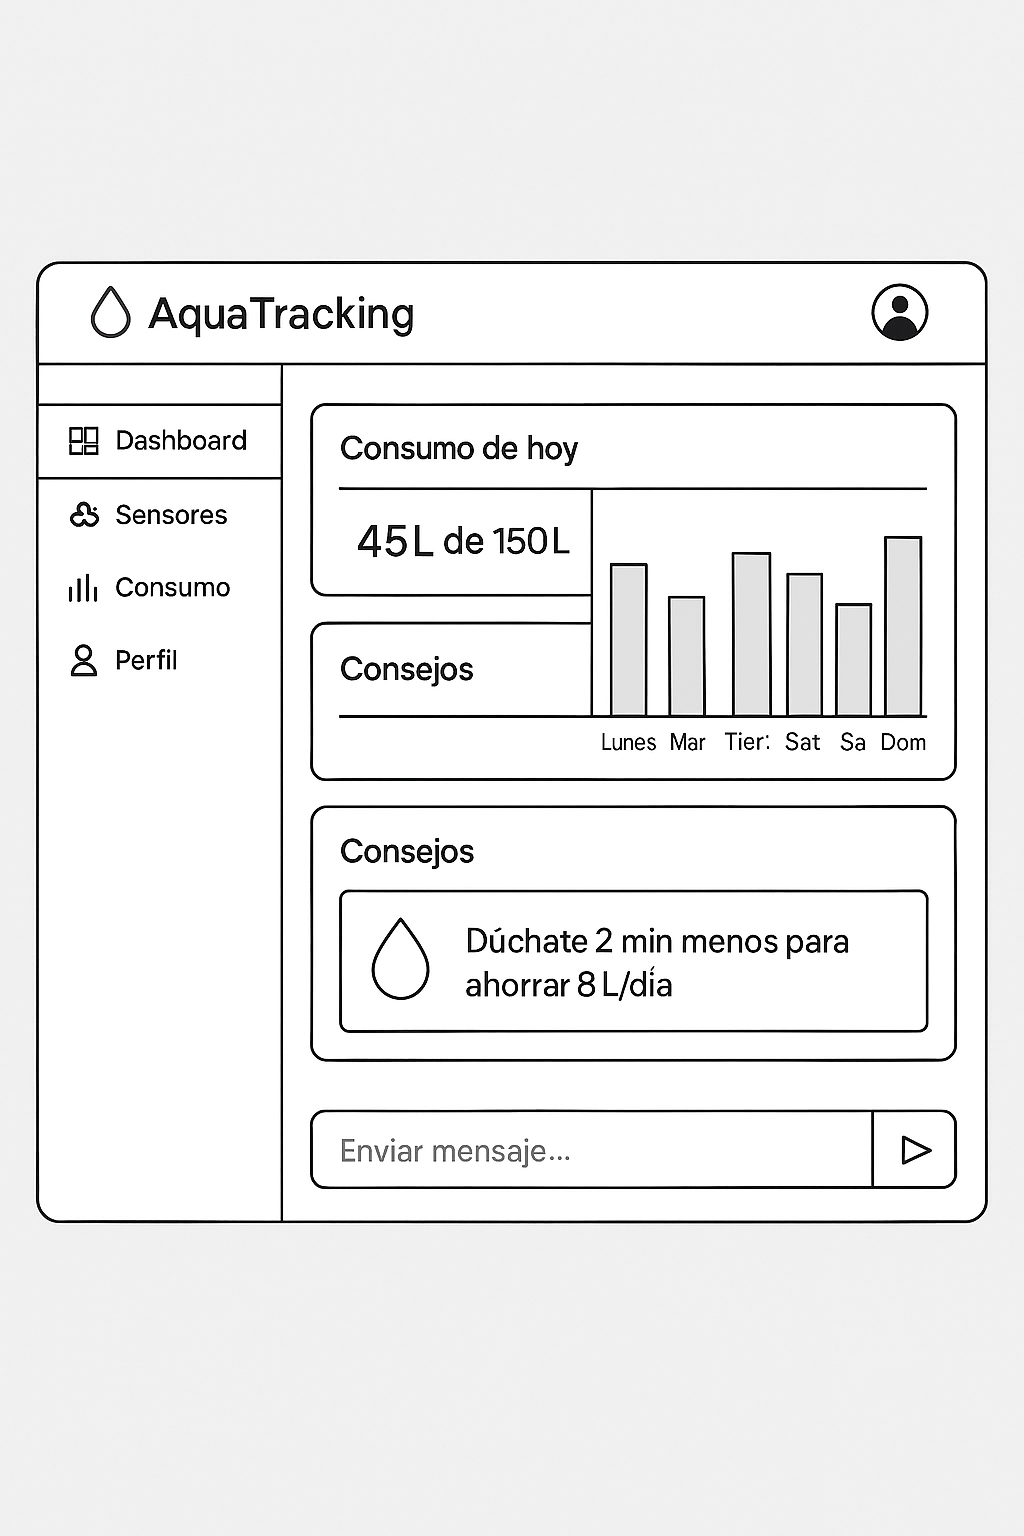 AquaTracking
Dashboard
Sensores
Consumo
Perfil
Consumo de hoy
45 L de 150 L
Consejos
Lunes Mar Tier: Sat Sa Dom
Consejos
Dúchate 2 min menos para
ahorrar 8 L/día
Enviar mensaje...